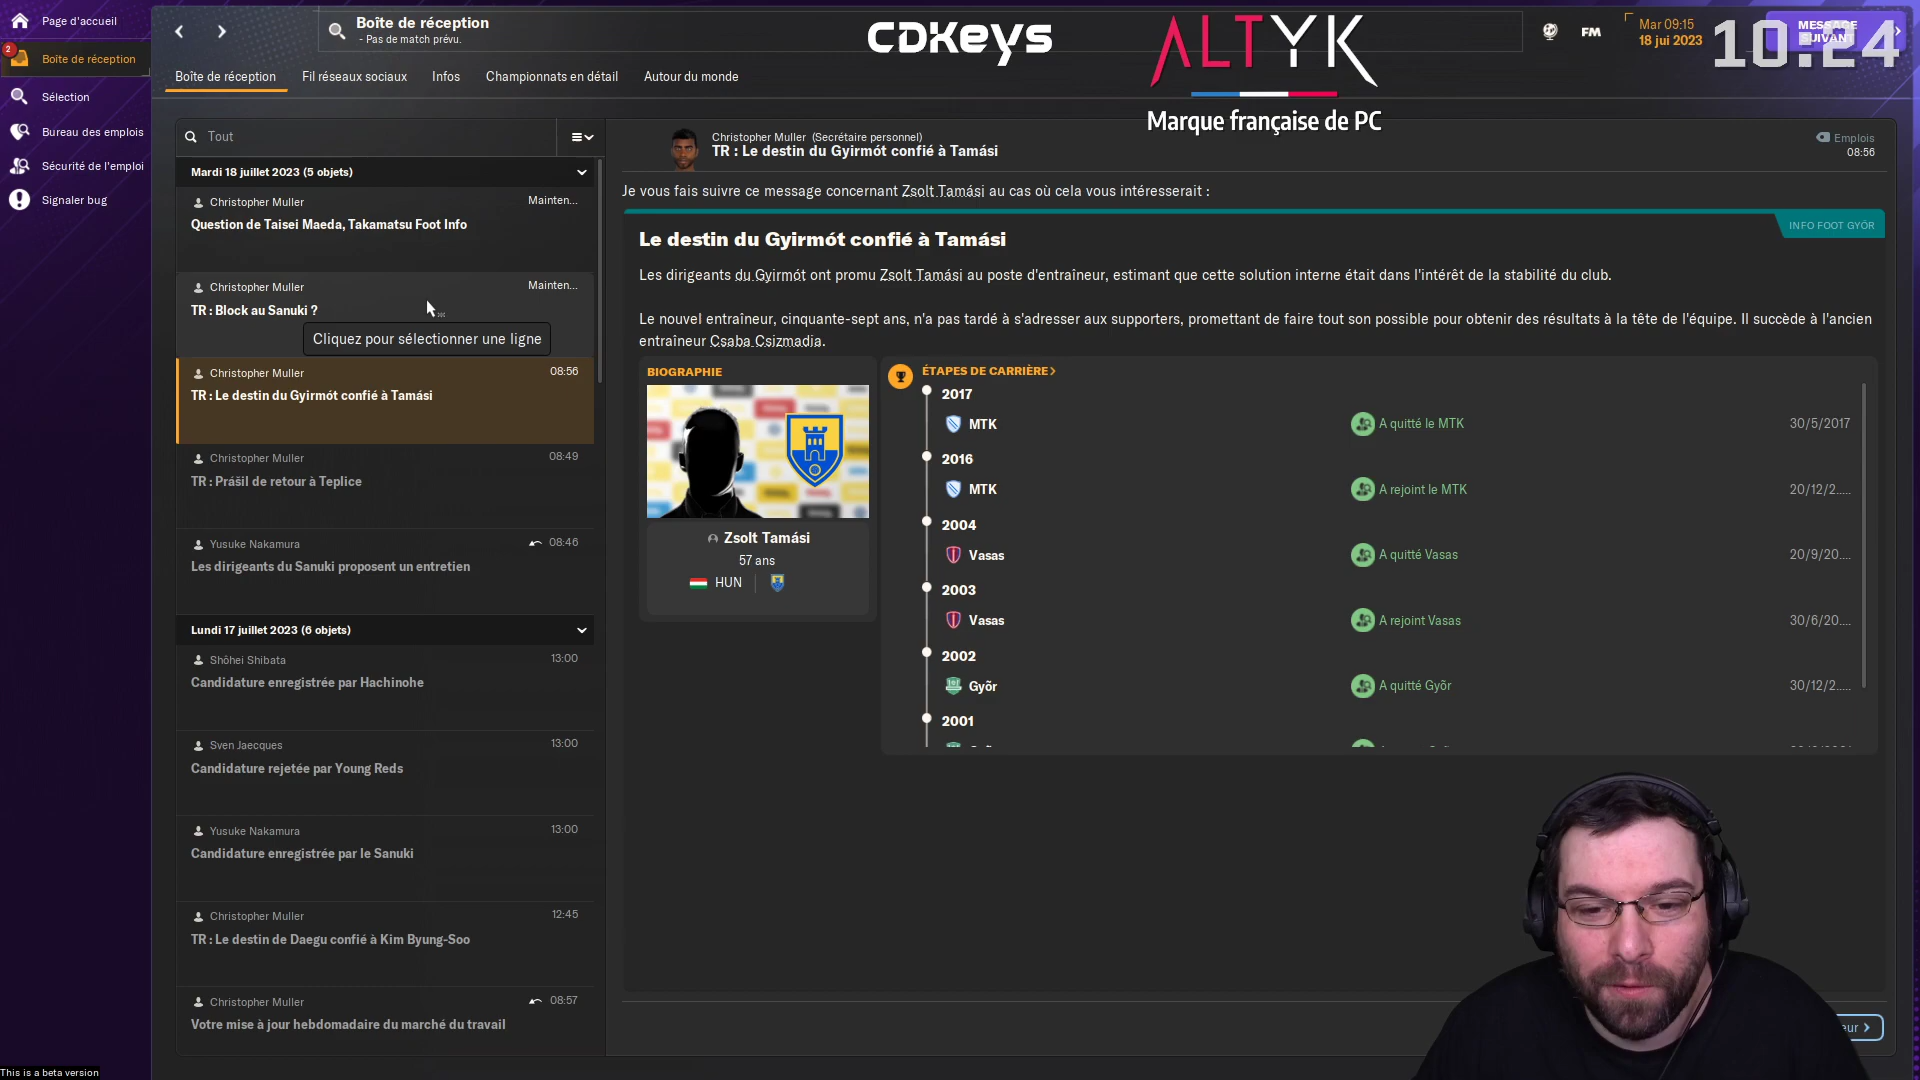 Page d'accueil
2
Boîte de réception
Sélection
Bureau des emplois
Sécurité de l'emploi
Signaler bug
This is a beta version
Boîte de réception
- Pas de match prévu.
CDKeys
ALTYK
Marque française de PC
FM
Mar 09:15
18 jui 2023
MESSAGE
SUIVANT
10:24
Boîte de réception
Fil réseaux sociaux
Infos
Championnats en détail
Autour du monde
Tout
Mardi 18 juillet 2023 (5 objets)
Christopher Muller
Mainten...
Question de Taisei Maeda, Takamatsu Foot Info
Christopher Muller
Mainten...
TR : Block au Sanuki ?
Cliquez pour sélectionner une ligne
Christopher Muller
08:56
TR : Le destin du Gyirmót confié à Tamási
Christopher Muller
08:49
TR : Prášil de retour à Teplice
Yusuke Nakamura
08:46
Les dirigeants du Sanuki proposent un entretien
Lundi 17 juillet 2023 (6 objets)
Shôhei Shibata
13:00
Candidature enregistrée par Hachinohe
Sven Jaecques
13:00
Candidature rejetée par Young Reds
Yusuke Nakamura
13:00
Candidature enregistrée par le Sanuki
Christopher Muller
12:45
TR : Le destin de Daegu confié à Kim Byung-Soo
Christopher Muller
08:57
Votre mise à jour hebdomadaire du marché du travail
Christopher Muller (Secrétaire personnel)
TR : Le destin du Gyirmót confié à Tamási
Emplois
08:56
Je vous fais suivre ce message concernant Zsolt Tamási au cas où cela vous intéresserait :
INFO FOOT GYÖR
Le destin du Gyirmót confié à Tamási
Les dirigeants du Gyirmót ont promu Zsolt Tamási au poste d'entraîneur, estimant que cette solution interne était dans l'intérêt de la stabilité du club.
Le nouvel entraîneur, cinquante-sept ans, n'a pas tardé à s'adresser aux supporters, promettant de faire tout son possible pour obtenir des résultats à la tête de l'équipe. Il succède à l'ancien
entraîneur Csaba Csizmadia.
BIOGRAPHIE
Zsolt Tamási
57 ans
HUN
ÉTAPES DE CARRIÈRE
2017
MTK
A quitté le MTK
30/5/2017
2016
MTK
A rejoint le MTK
20/12/2.....
2004
Vasas
A quitté Vasas
20/9/20....
2003
Vasas
A rejoint Vasas
30/6/20....
2002
Győr
A quitté Győr
30/12/2.....
2001
eur